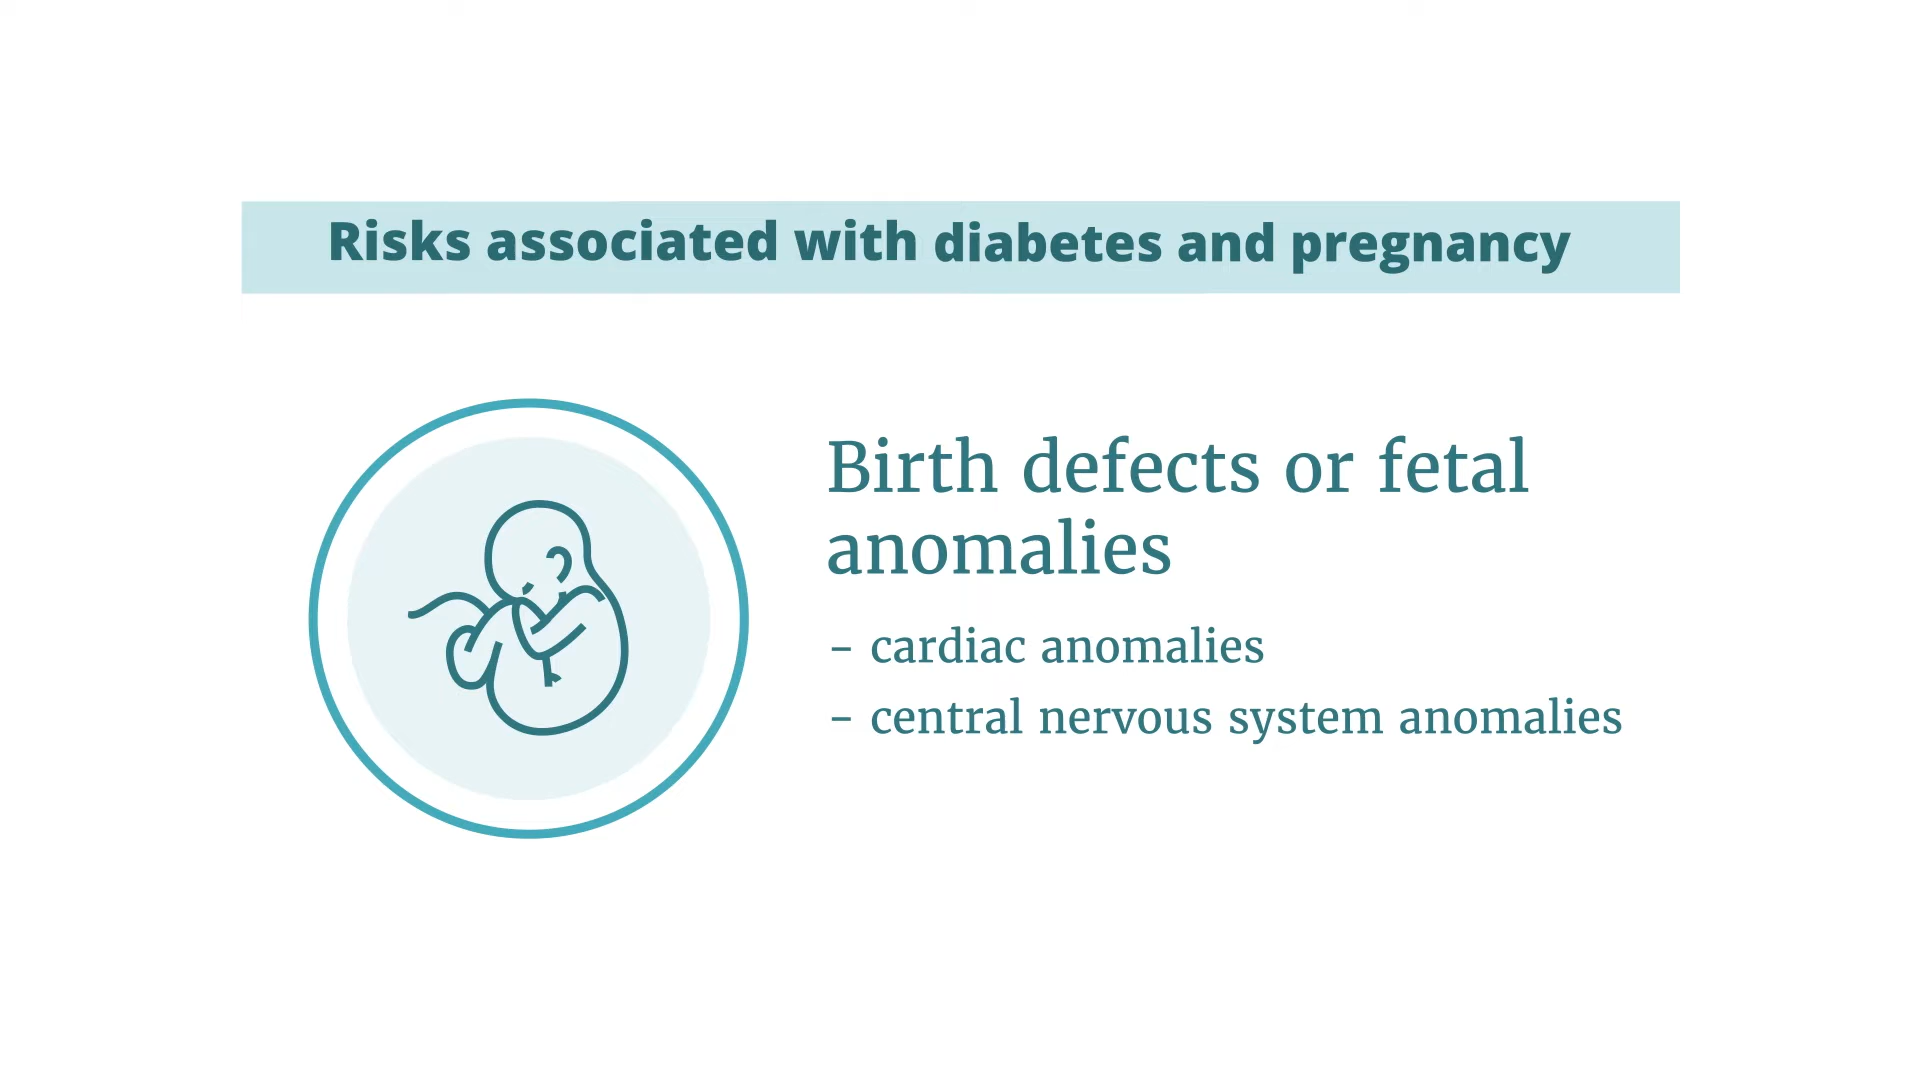 Risks associated with diabetes and pregnancy
Birth defects or fetal
anomalies
- cardiac anomalies
- central nervous system anomalies